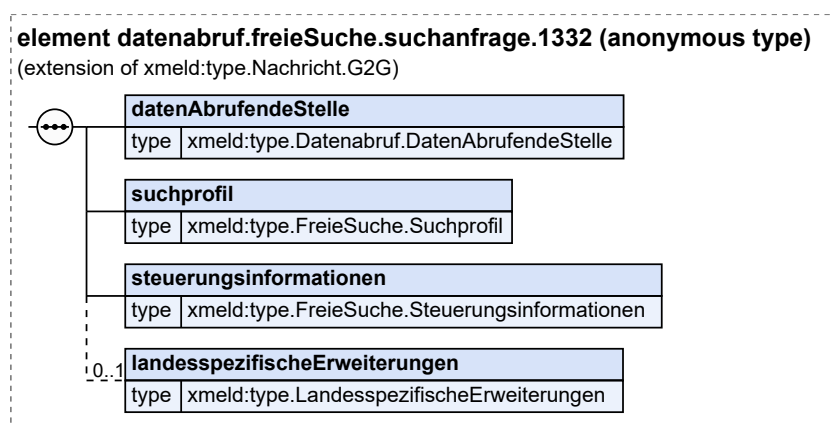 element datenabruf.freieSuche.suchanfrage.1332 (anonymous type)
(extension of xmeld:type.Nachricht.G2G)
datenAbrufendeStelle
type xmeld:type.Datenabruf.DatenAbrufendeStelle
suchprofil
type xmeld:type.FreieSuche.Suchprofil
steuerungsinformationen
type xmeld:type.FreieSuche.Steuerungsinformationen
0..1 landesspezifischeErweiterungen
type xmeld:type.LandesspezifischeErweiterungen